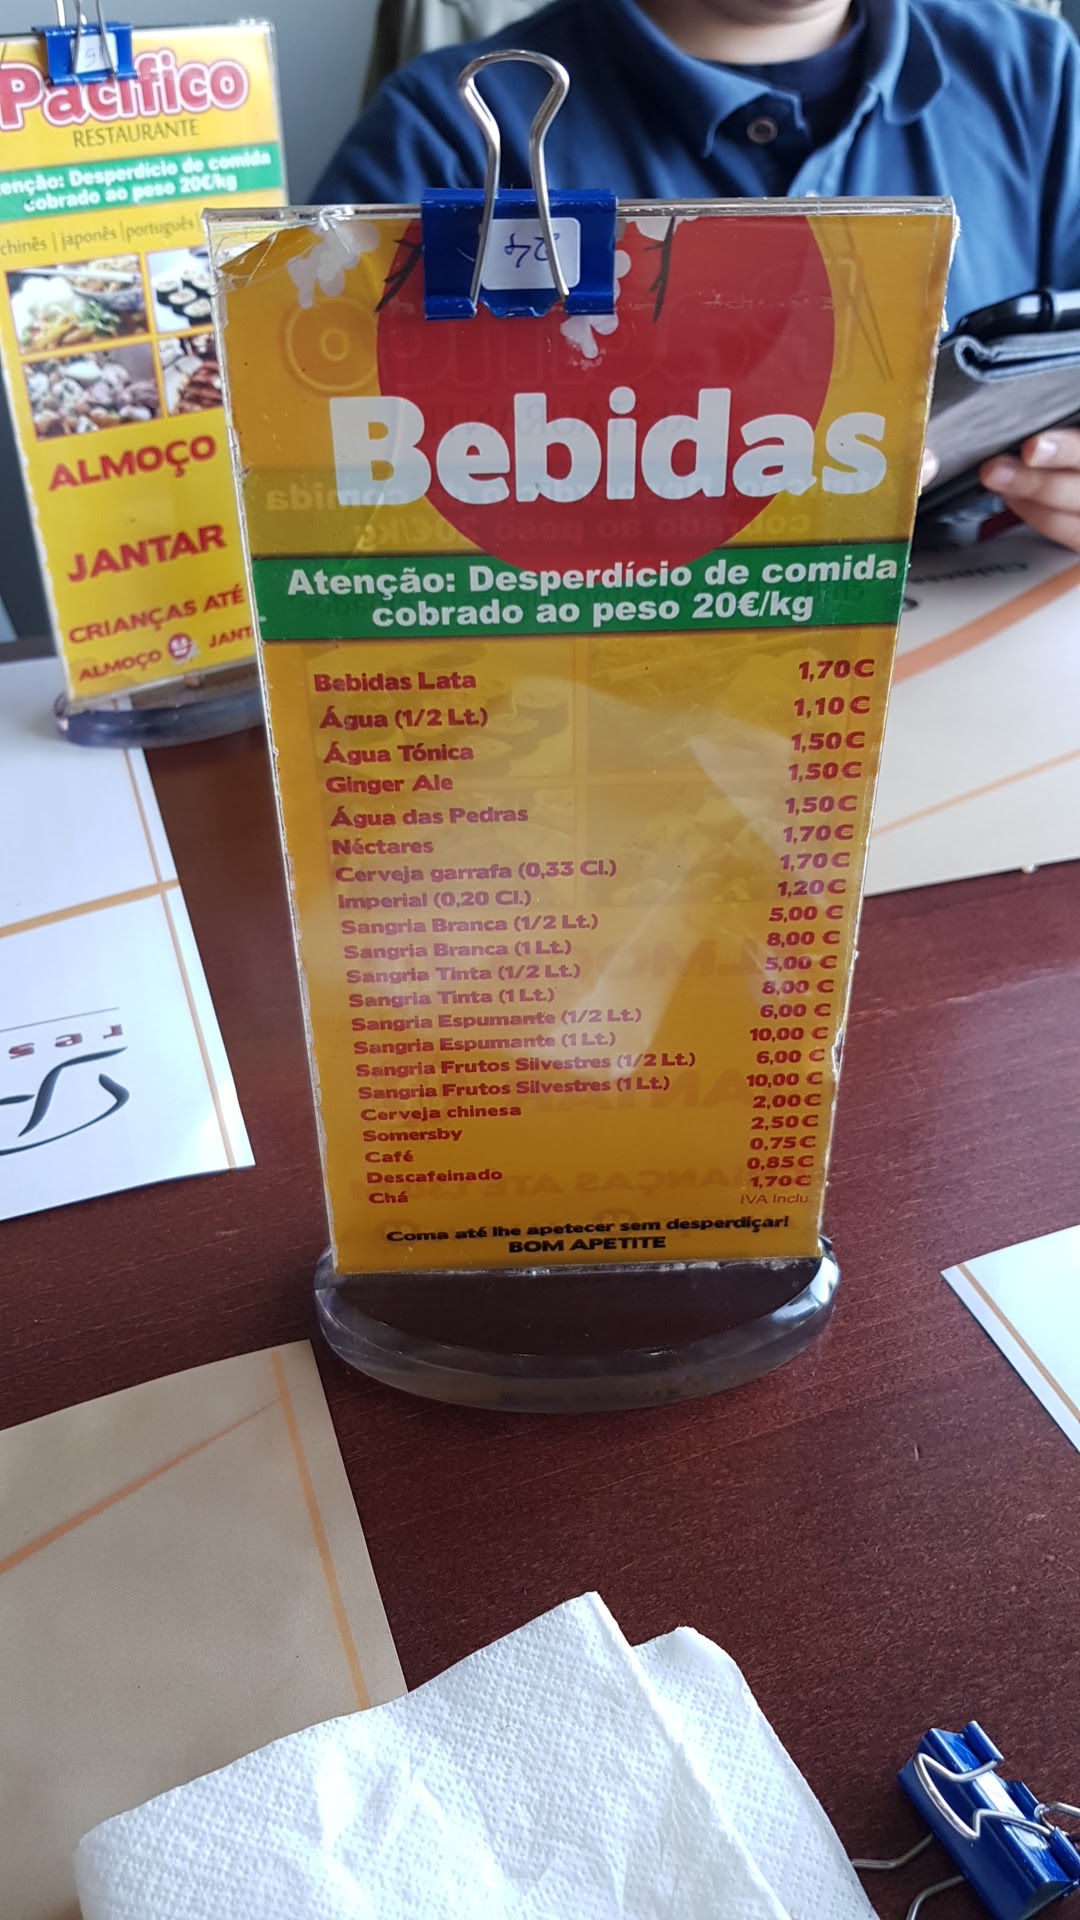 Pacífico
RESTAURANTE
Atenção: Desperdício de comida
cobrado ao peso 20€/kg
chinês | japonês | português
ALMOÇO
JANTAR
CRIANÇAS ATÉ
ALMOÇO
24
Bebidas
Atenção: Desperdício de comida
cobrado ao peso 20€/kg
Bebidas Lata 1,70€
Água (1/2 Lt.) 1,10€
Água Tónica 1,50€
Ginger Ale 1,50€
Água das Pedras 1,50€
Néctares 1,70€
Cerveja garrafa (0,33 Cl.) 1,70€
Imperial (0,20 Cl.) 1,20€
Sangria Branca (1/2 Lt.) 5,00 €
Sangria Branca (1 Lt.) 8,00 €
Sangria Tinta (1/2 Lt.) 5,00 €
Sangria Tinta (1 Lt.) 8,00 €
Sangria Espumante (1/2 Lt.) 6,00 €
Sangria Espumante (1 Lt.) 10,00 €
Sangria Frutos Silvestres (1/2 Lt.) 6,00 €
Sangria Frutos Silvestres (1 Lt.) 10,00 €
Cerveja chinesa 2,00€
Somersby 2,50€
Café 0,75€
Descafeinado 0,85€
Chá 1,70€
IVA Inclu
Coma até lhe apetecer sem desperdiçar!
BOM APETITE